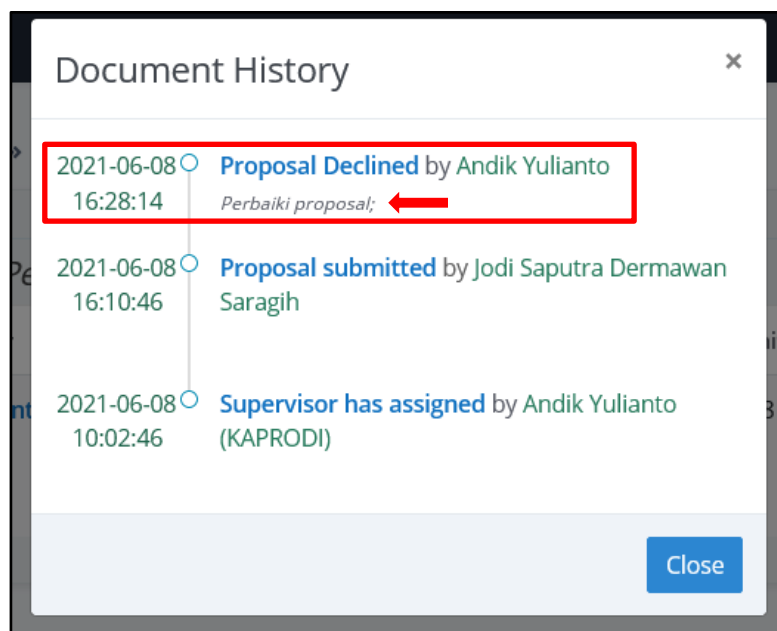 Document History
×
2021-06-08
16:28:14
Proposal Declined by Andik Yulianto
Perbaiki proposal;
2021-06-08
16:10:46
Proposal submitted by Jodi Saputra Dermawan
Saragih
2021-06-08
10:02:46
Supervisor has assigned by Andik Yulianto
(KAPRODI)
Close